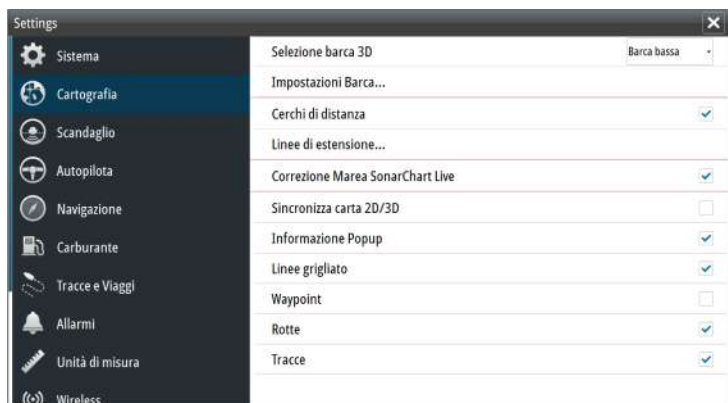 Settings
Sistema
Cartografia
Scandaglio
Autopilota
Navigazione
Carburante
Tracce e Viaggi
Allarmi
Unità di misura
Wireless
Selezione barca 3D Barca bassa
Impostazioni Barca...
Cerchi di distanza
Linee di estensione...
Correzione Marea SonarChart Live
Sincronizza carta 2D/3D
Informazione Popup
Linee grigliato
Waypoint
Rotte
Tracce